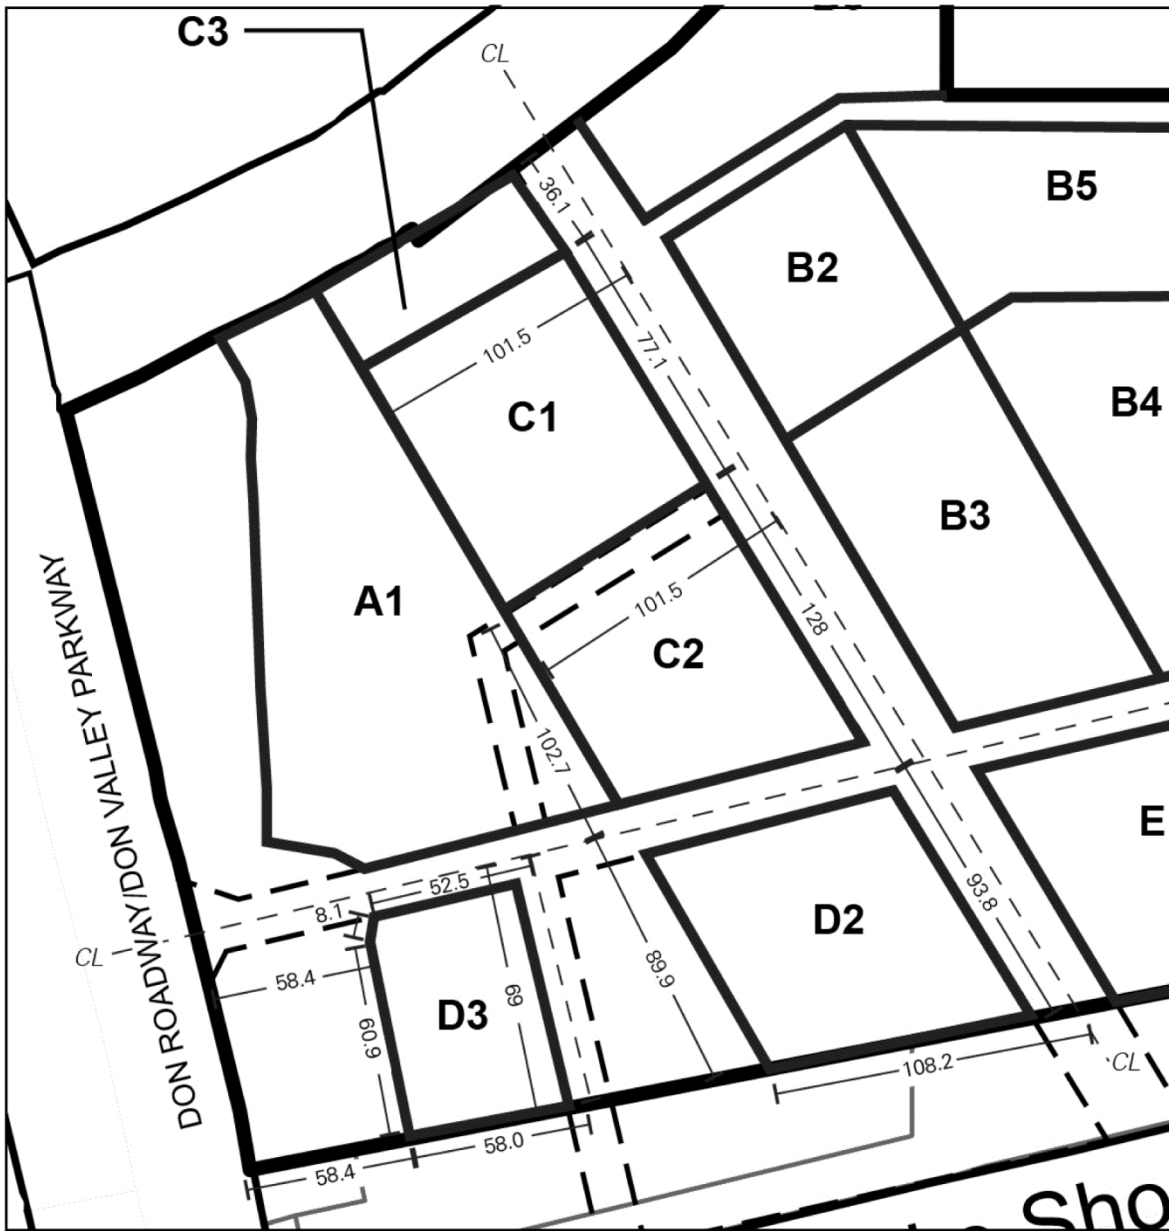 C3
CL
36.1
B5
B2
101.5
77.1
C1
B4
B3
A1
101.5
128
C2
DON ROADWAY/DON VALLEY PARKWAY
102.7
E
52.5
93.8
8.1
D2
CL
58.4
89.9
69
D3
60.9
108.2
CL
58.0
58.4
Sho